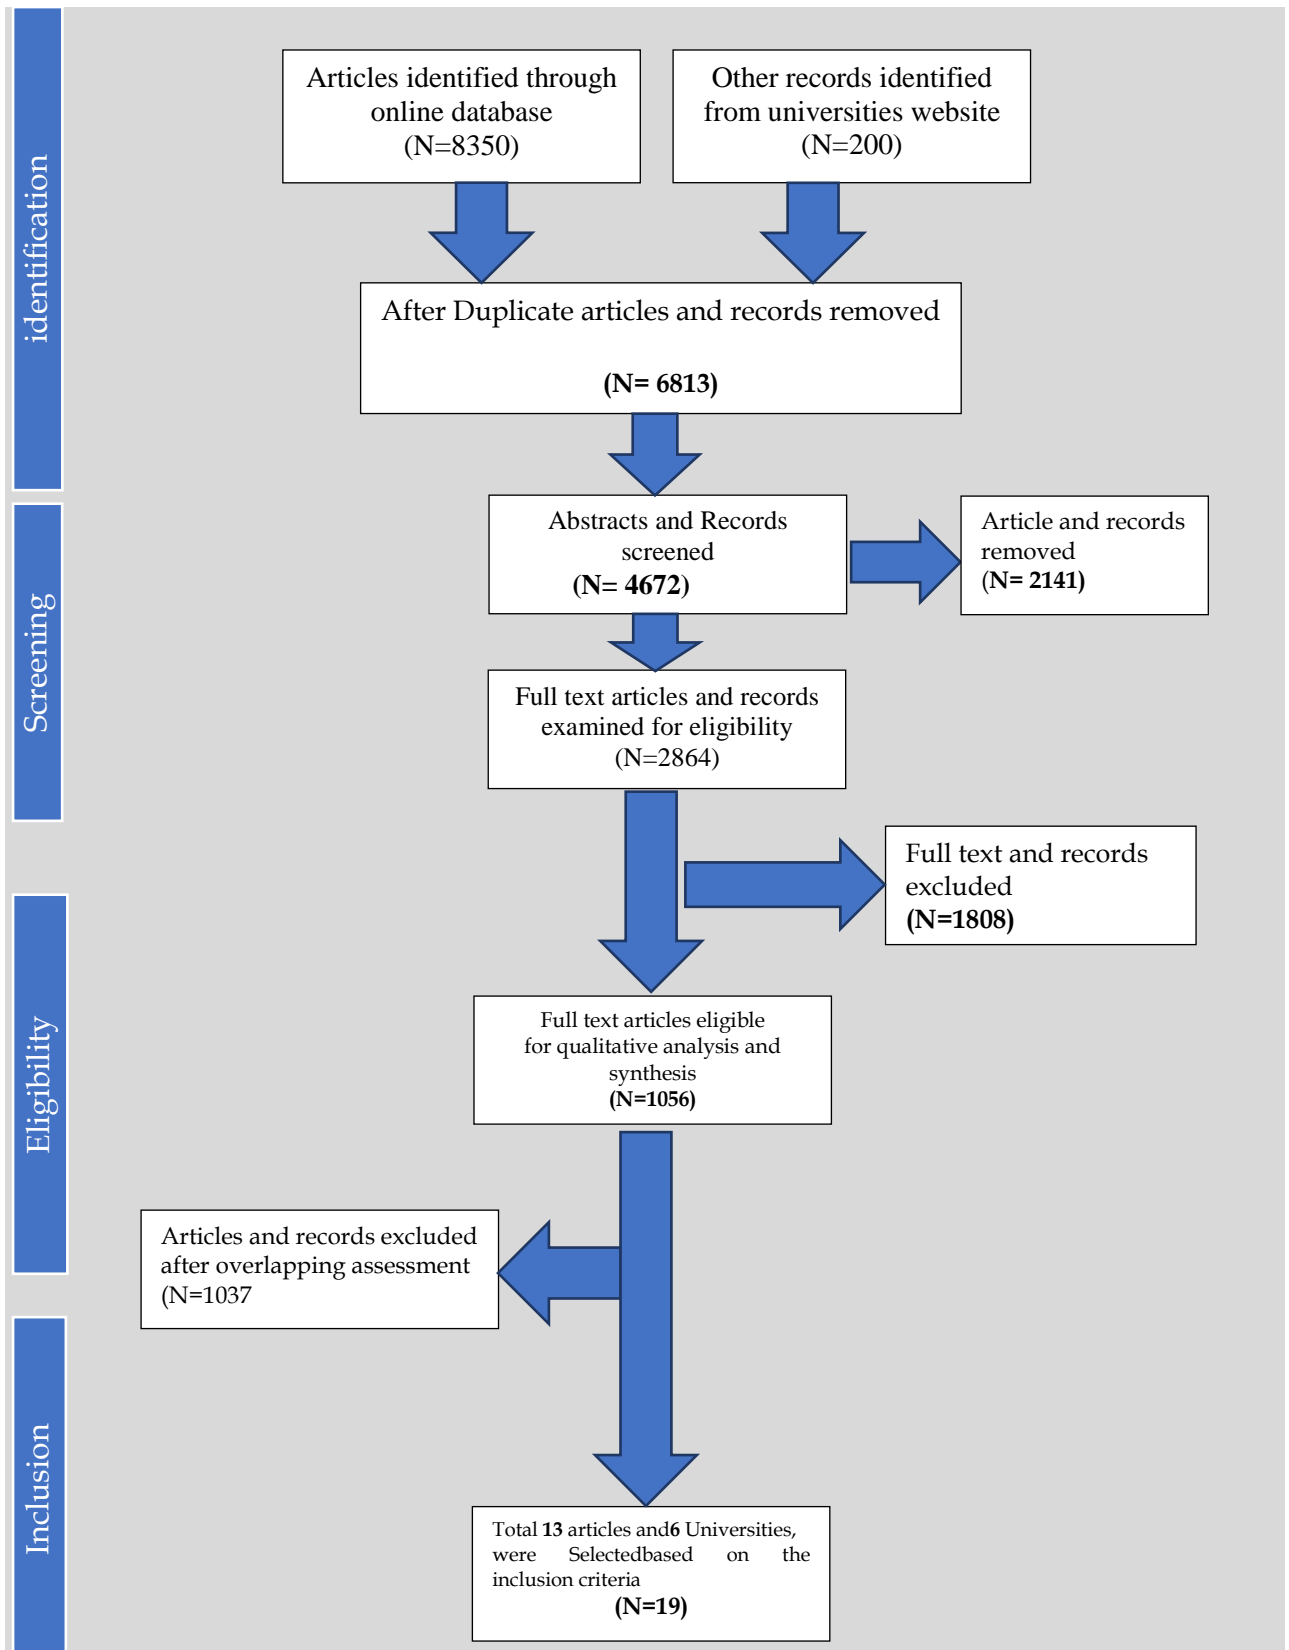 identification
Articles identified through
online database
(N=8350)
Other records identified
from universities website
(N=200)
After Duplicate articles and records removed
(N= 6813)
Screening
Abstracts and Records
screened
(N= 4672)
Article and records
removed
(N= 2141)
Full text articles and records
examined for eligibility
(N=2864)
Full text and records
excluded
(N=1808)
Eligibility
Full text articles eligible
for qualitative analysis and
synthesis
(N=1056)
Articles and records excluded
after overlapping assessment
(N=1037
Inclusion
Total 13 articles and6 Universities,
were Selectedbased on the
inclusion criteria
(N=19)